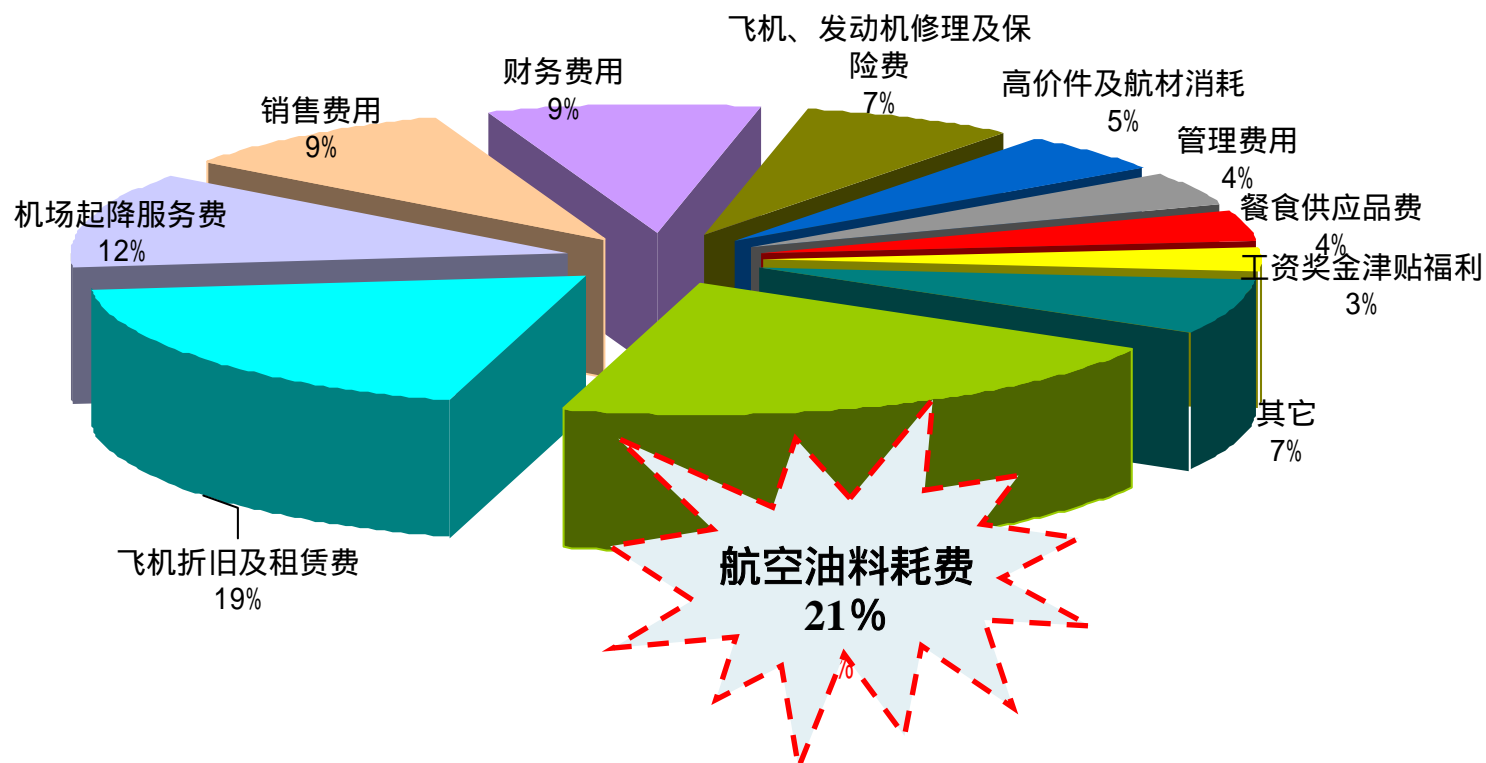 飞机、发动机修理及保
险费
7%
财务费用
9%
高价件及航材消耗
5%
销售费用
9%
管理费用
4%
餐食供应品费
4%
机场起降服务费
12%
工资奖金津贴福利
3%
其它
7%
飞机折旧及租赁费
19%
航空油料耗费
21%
%